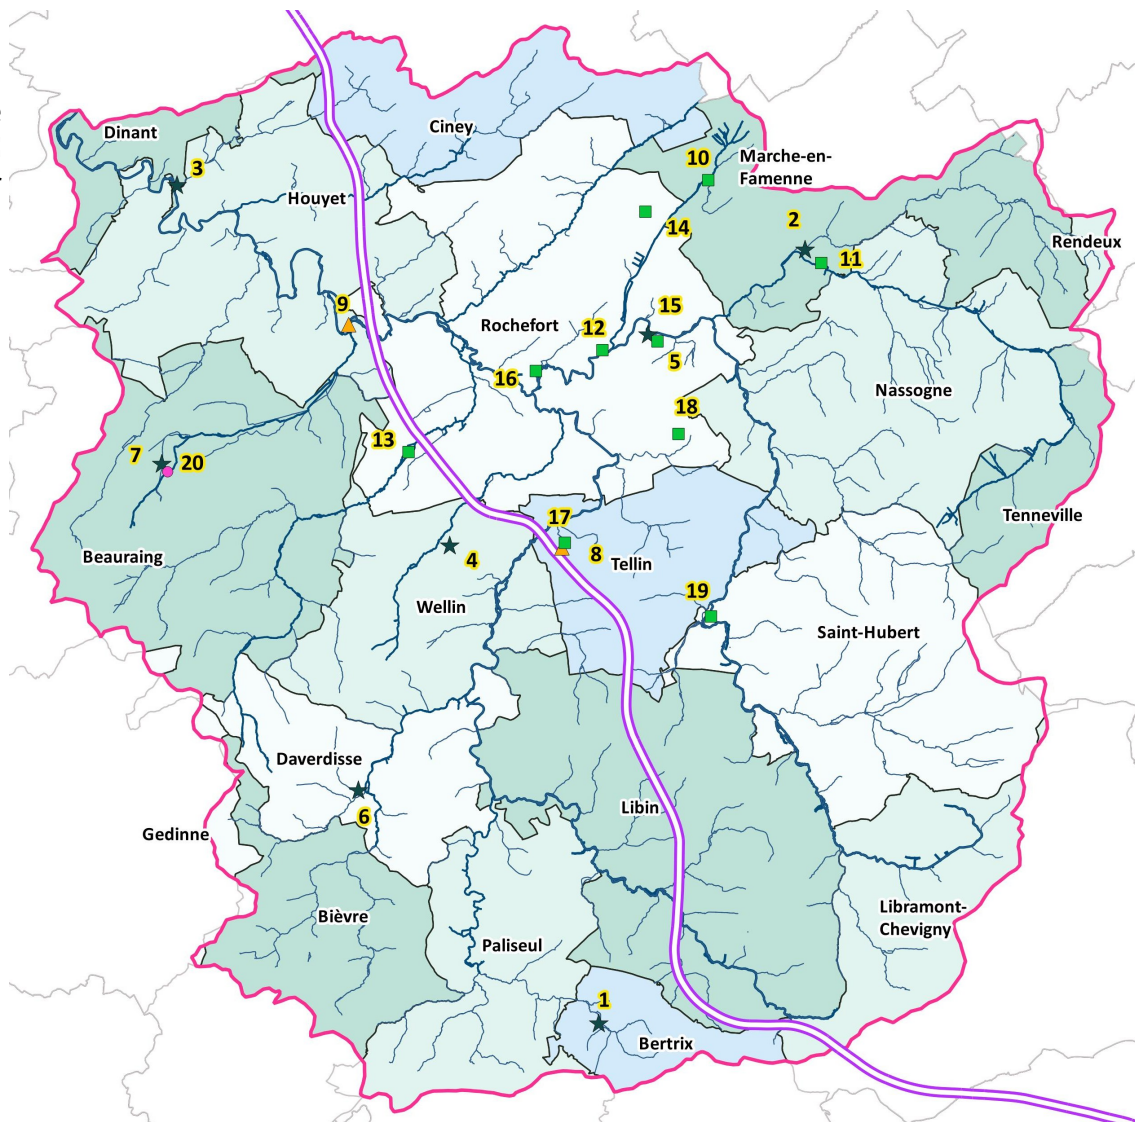 Dinant
Ciney
3
10
Marche-en-
Famenne
Houyet
2
14
Rendeux
11
9
15
Rochefort
12
5
16
Nassogne
18
13
7
20
17
Tenneville
8
Beauraing
4
Tellin
19
Wellin
Saint-Hubert
Daverdisse
Libin
6
Gedinne
Libramont-
Chevigny
Bièvre
Paliseul
1
Bertrix